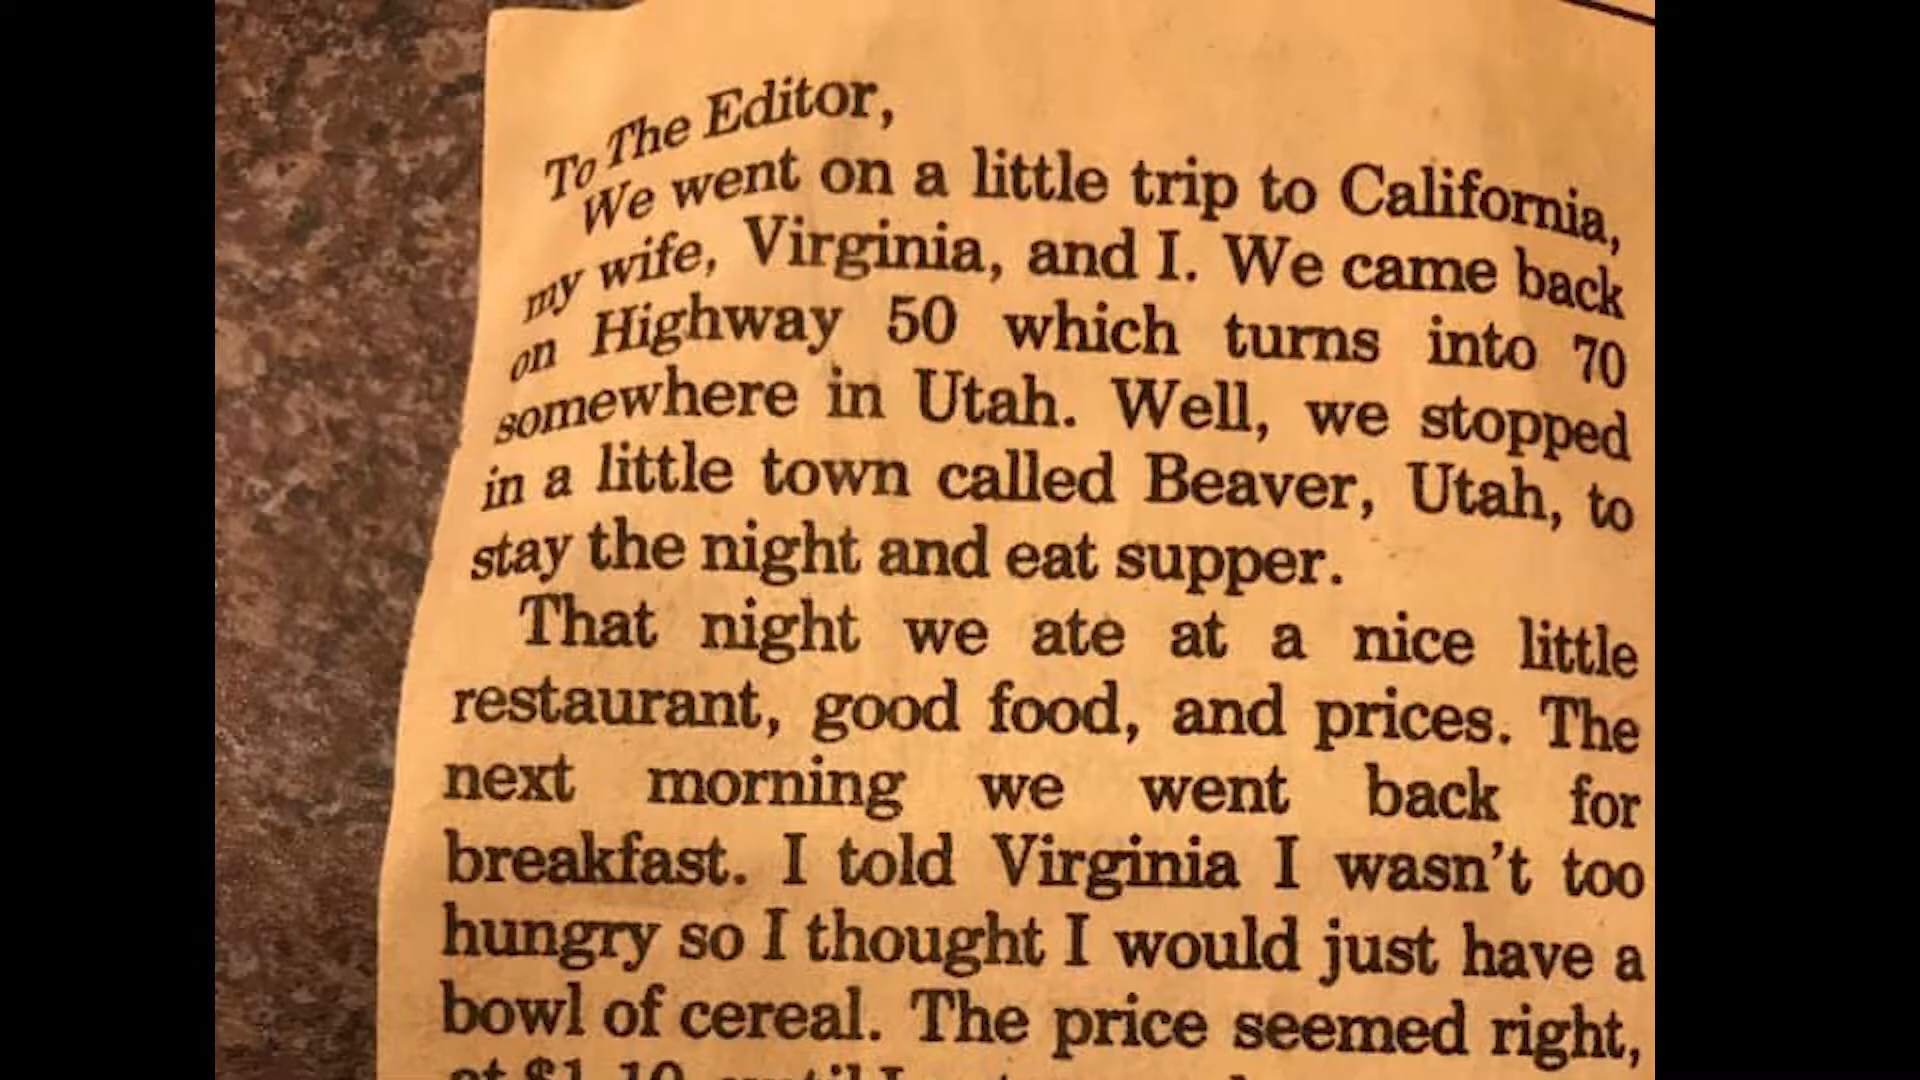 To The Editor,
We went on a little trip to California,
my wife, Virginia, and I. We came back
on Highway 50 which turns into 70
somewhere in Utah. Well, we stopped
in a little town called Beaver, Utah, to
stay the night and eat supper.
That night we ate at a nice little
restaurant, good food, and prices. The
next morning we went back for
breakfast. I told Virginia I wasn't too
hungry so I thought I would just have a
bowl of cereal. The price seemed right,
at $1.10, until I